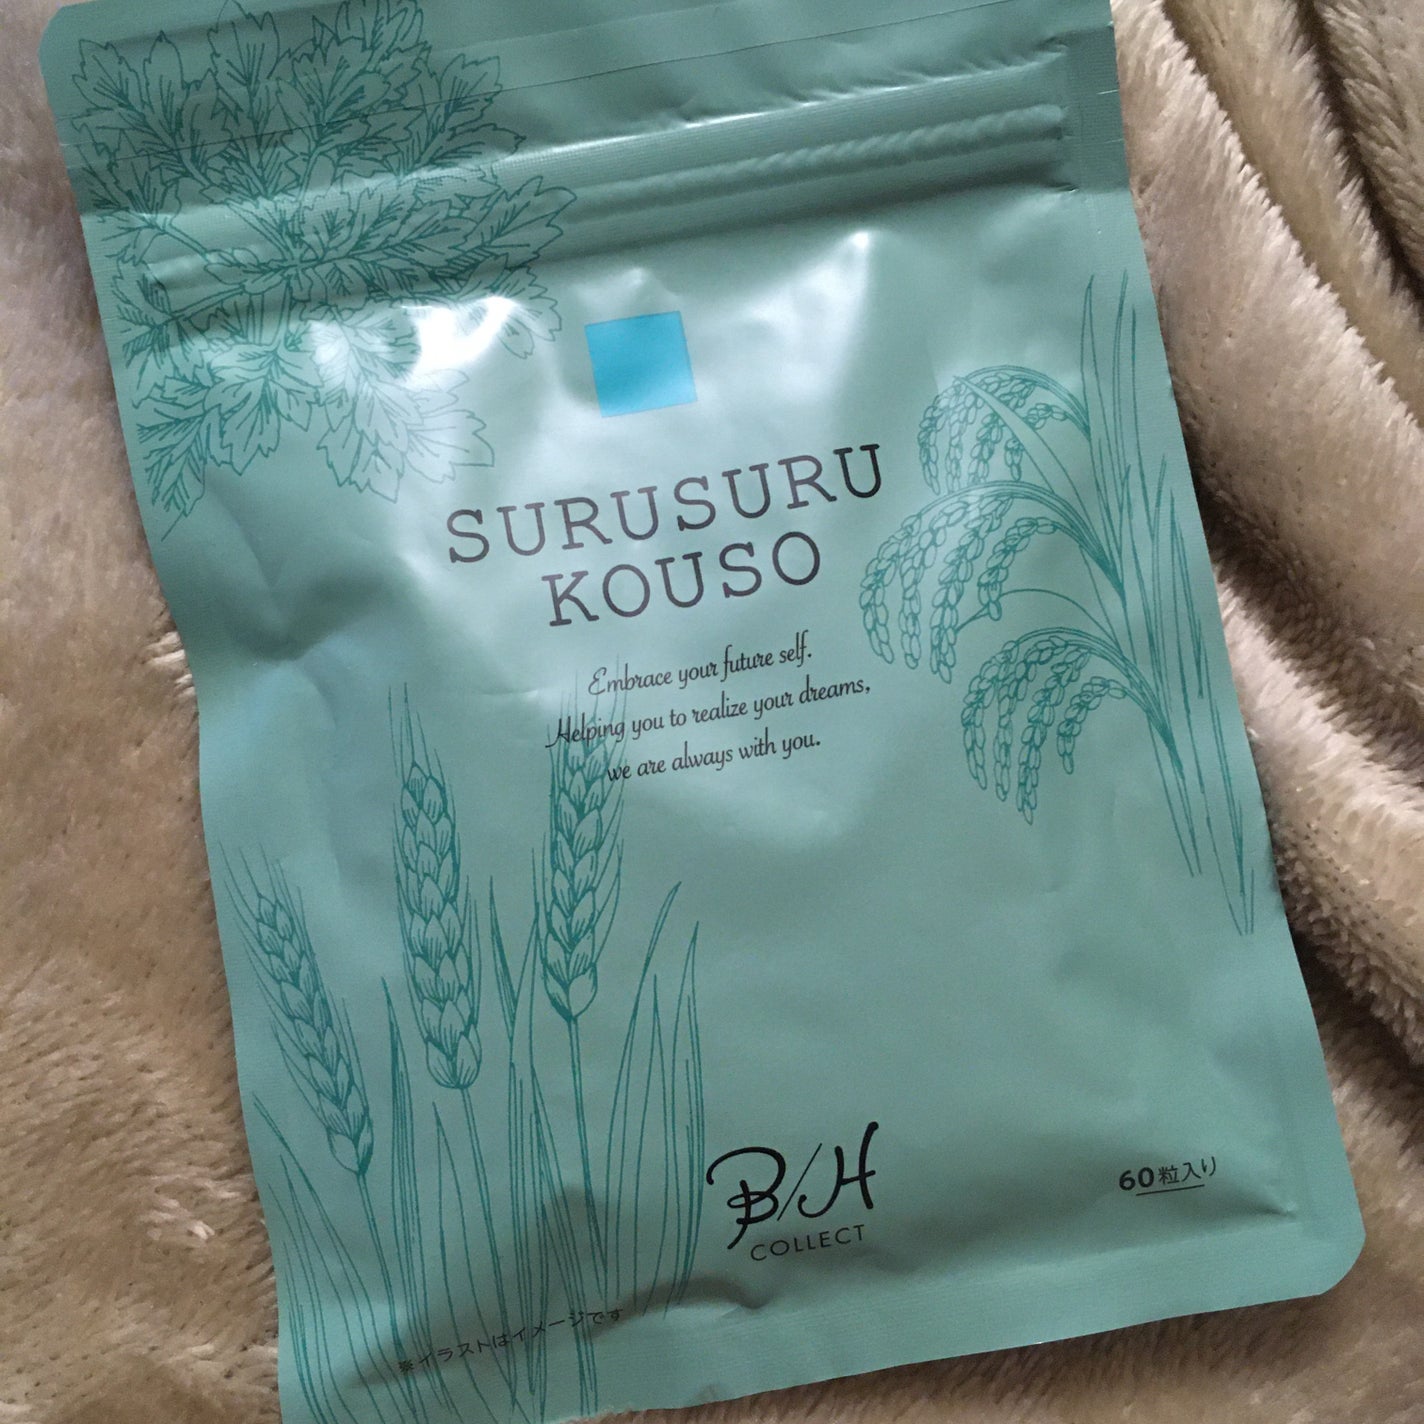 SURUSURU
KOUSO
Embrace your future self.
Helping you to realize your dreams,
we are always with you.
B/H
COLLECT
60粒入り
※イラストはイメージです